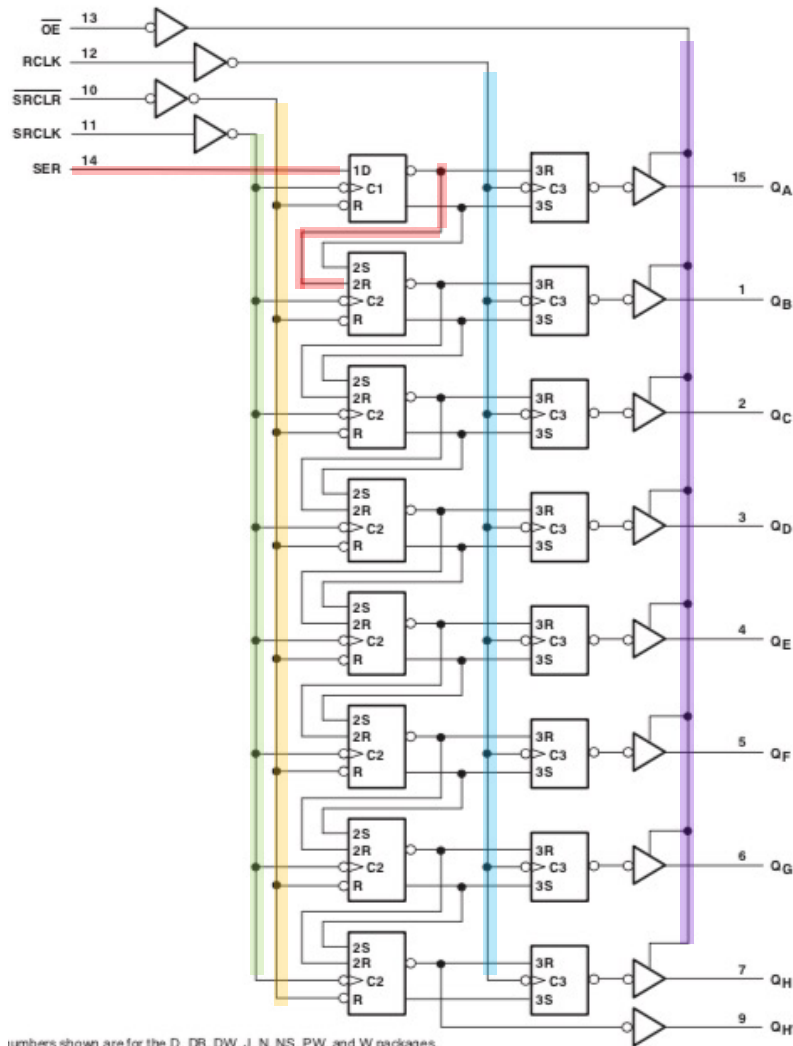 OE 13
RCLK 12
SRCLR 10
SRCLK 11
SER 14
1D 3R
C1 C3 15 QA
R 3S
2S
2R 3R
C2 C3 1 QB
R 3S
2S
2R 3R
C2 C3 2 QC
R 3S
2S
2R 3R
C2 C3 3 QD
R 3S
2S
2R 3R
C2 C3 4 QE
R 3S
2S
2R 3R
C2 C3 5 QF
R 3S
2S
2R 3R
C2 C3 6 QG
R 3S
2S
2R 3R
C2 C3 7 QH
R 3S
9 QH
umbers shown are for the D, DB, DW, J, N, NS, PW, and W packages